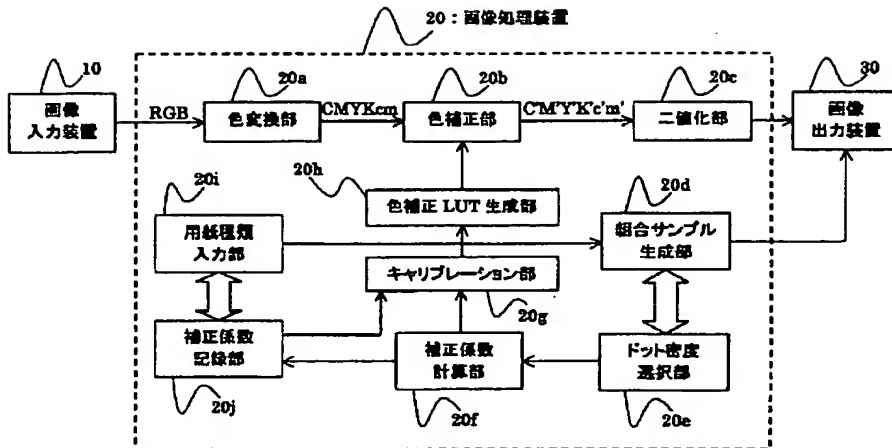 20：画像処理装置
10
20a
20b
20c
30
画像
入力装置
RGB
色変換部
CMYKcm
色補正部
C'M'Y'K'c'm'
二値化部
画像
出力装置
20h
20i
20d
色補正 LUT 生成部
用紙種類
入力部
組合サンプル
生成部
キャリブレーション部
20g
補正係数
記録部
補正係数
計算部
ドット密度
選択部
20j
20f
20e